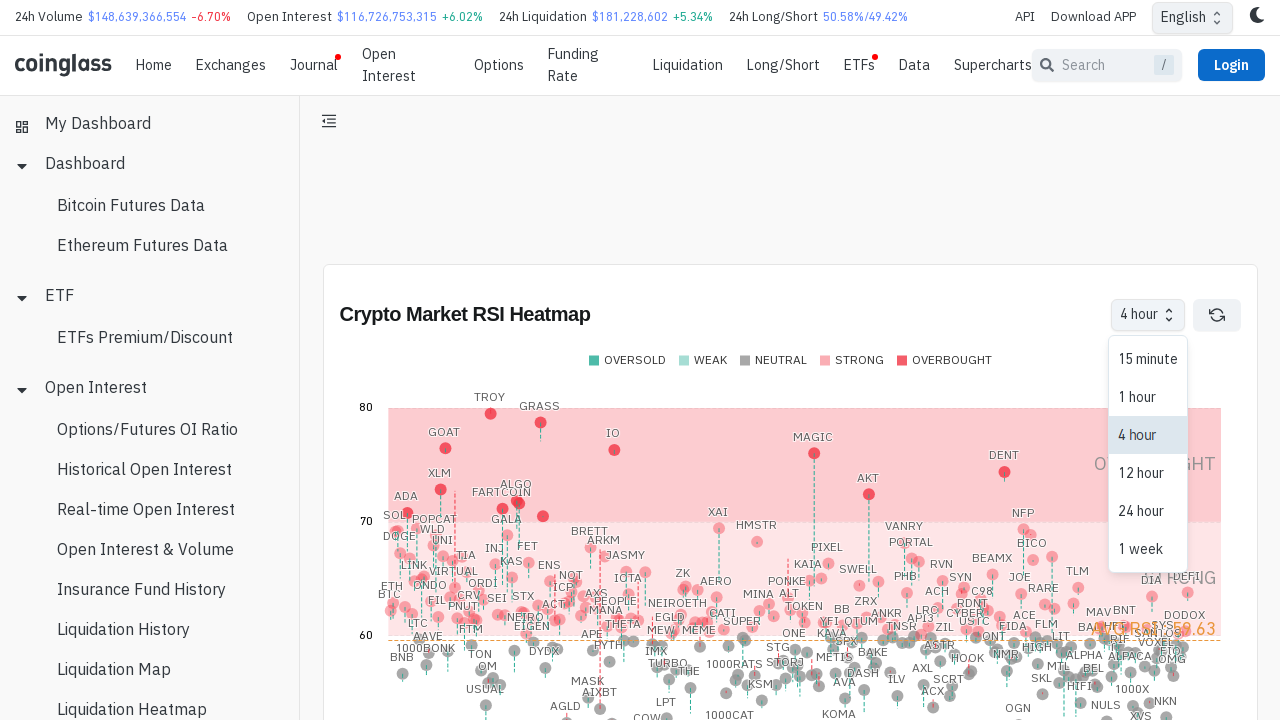 24h Volume $148,639,366,554 -6.70% Open Interest $116,726,753,315 +6.02% 24h Liquidation $181,228,602 +5.34% 24h Long/Short 50.58%/49.42% API Download APP English
coinglass Home Exchanges Journal Open Interest Options Funding Rate Liquidation Long/Short ETFs Data Supercharts Search / Login
My Dashboard
Dashboard
Bitcoin Futures Data
Ethereum Futures Data
ETF
ETFs Premium/Discount
Open Interest
Options/Futures OI Ratio
Historical Open Interest
Real-time Open Interest
Open Interest & Volume
Insurance Fund History
Liquidation History
Liquidation Map
Liquidation Heatmap
Crypto Market RSI Heatmap
4 hour
15 minute
1 hour
4 hour
12 hour
24 hour
1 week
OVERSOLD WEAK NEUTRAL STRONG OVERBOUGHT
80
70
60
TROY
GRASS
GOAT
IO
MAGIC
XLM
DENT
ALGO
AKT
FARTCOIN
ADA
SOL
POPCAT
GALA
XAI
NFP
HMSTR
WLD
BRETT
VANRY
DOGE
UNI
ARKM
PORTAL
BICO
INJ
FET
PIXEL
TIA
JASMY
BEAMX
LINK
KAS
ENS
KAIA
RVN
VIRTUAL
NOT
IOTA
ZK
SWELL
PHB
SYN
JOE
TLM
DIA
DEFI
ETH
ONDO
ORDI
ICP
AERO
PONKE
ACH
C98
RARE
BTC
FIL
CRV
SEI
STX
AXS
MINA
ALT
PNUT
ACT
PEOPLE
NEIROETH
TOKEN
ZRX
RDNT
MANA
CATI
BB
ANKR
LRC
CYBER
ACE
MAV
BNT
DODOX
LTC
NEIRO
THETA
EGLD
SUPER
YFI
QTUM
API3
USTC
FLM
FTM
EIGEN
MEW
MEME
ONE
KAVA
TNSR
ZIL
FIDA
SYS
AAVE
APE
ONT
LIT
SANTOS
1000BONK
DYDX
PYTH
IMX
STG
ASTR
HIGH
VOXEL
BNB
TON
TURBO
1000RATS
STORJ
METIS
BAKE
HOOK
NMR
ALPHA
ALPACA
OMG
OM
THE
DASH
AXL
MTL
BEL
USUAL
MASK
KSM
AVA
ILV
SCRT
SKL
HIFI
1000X
AIXBT
LPT
ACX
NKN
AGLD
COW
1000CAT
KOMA
OGN
NULS
XVS